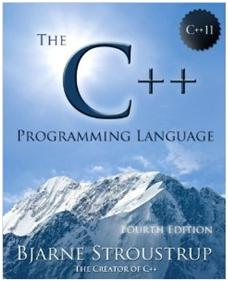 THE
C++11
C++
PROGRAMMING LANGUAGE
FOURTH EDITION
BJARNE STROUSTRUP
THE CREATOR OF C++